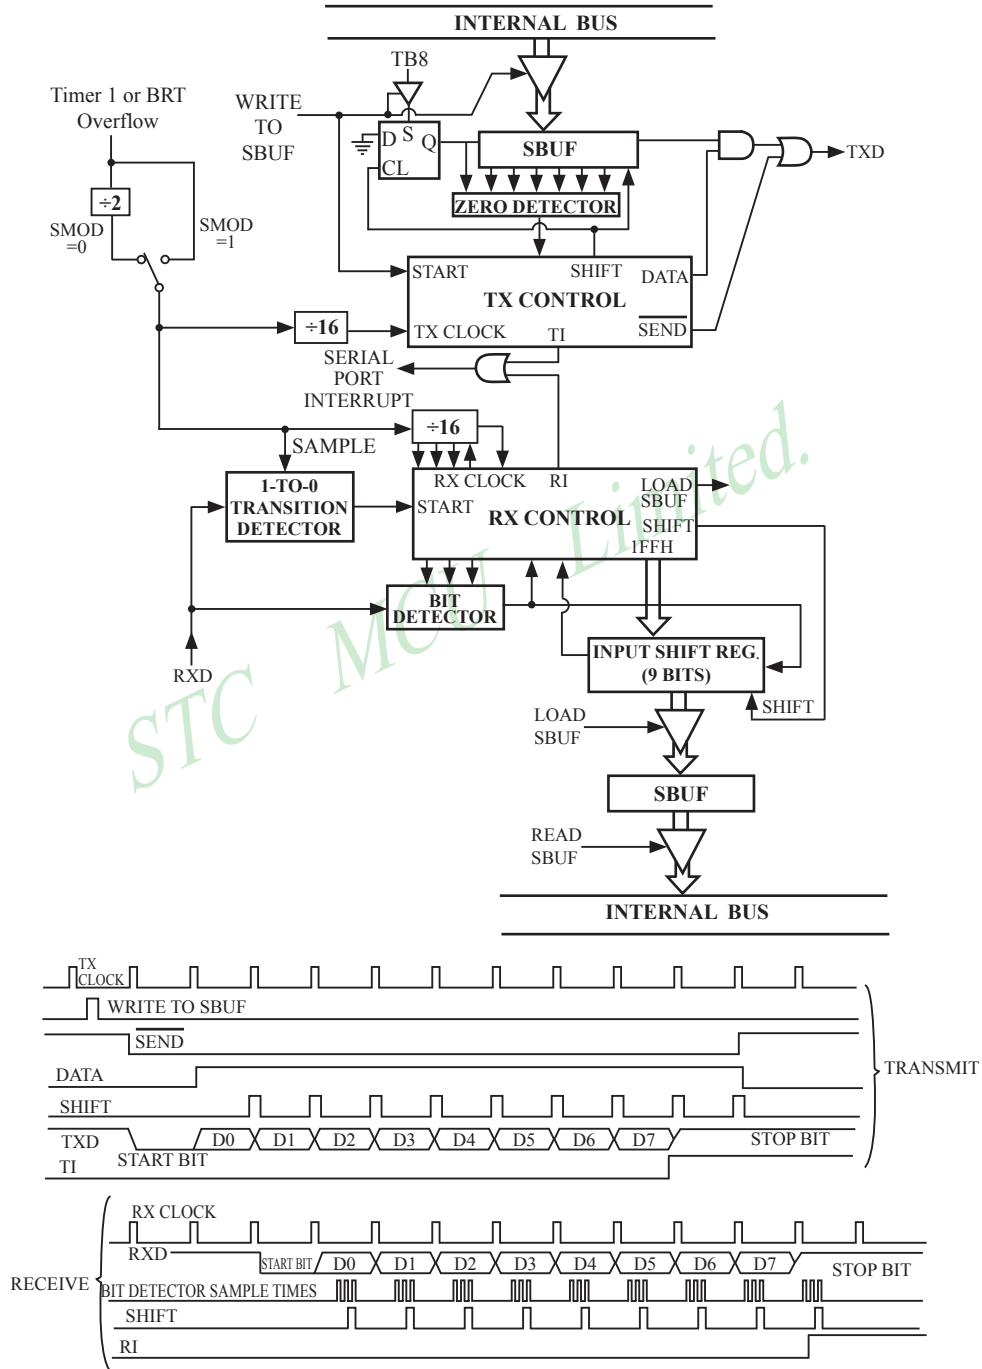 INTERNAL BUS
TB8
Timer 1 or BRT
Overflow
WRITE
TO
SBUF
D S Q
CL
SBUF
TXD
÷2
ZERO DETECTOR
SMOD
=0
SMOD
=1
START
SHIFT
DATA
TX CONTROL
÷16
TX CLOCK
TI
SEND
SERIAL
PORT
INTERRUPT
÷16
SAMPLE
1-TO-0
TRANSITION
DETECTOR
RX CLOCK
RI
LOAD
SBUF
START
RX CONTROL
SHIFT
1FFH
BIT
DETECTOR
RXD
INPUT SHIFT REG.
(9 BITS)
SHIFT
LOAD
SBUF
SBUF
READ
SBUF
INTERNAL BUS
STC MCU Limited.
TX
CLOCK
WRITE TO SBUF
SEND
DATA
TRANSMIT
SHIFT
TXD
START BIT
D0 D1 D2 D3 D4 D5 D6 D7
STOP BIT
TI
RX CLOCK
RXD
START BIT
D0 D1 D2 D3 D4 D5 D6 D7
STOP BIT
RECEIVE
BIT DETECTOR SAMPLE TIMES
SHIFT
RI